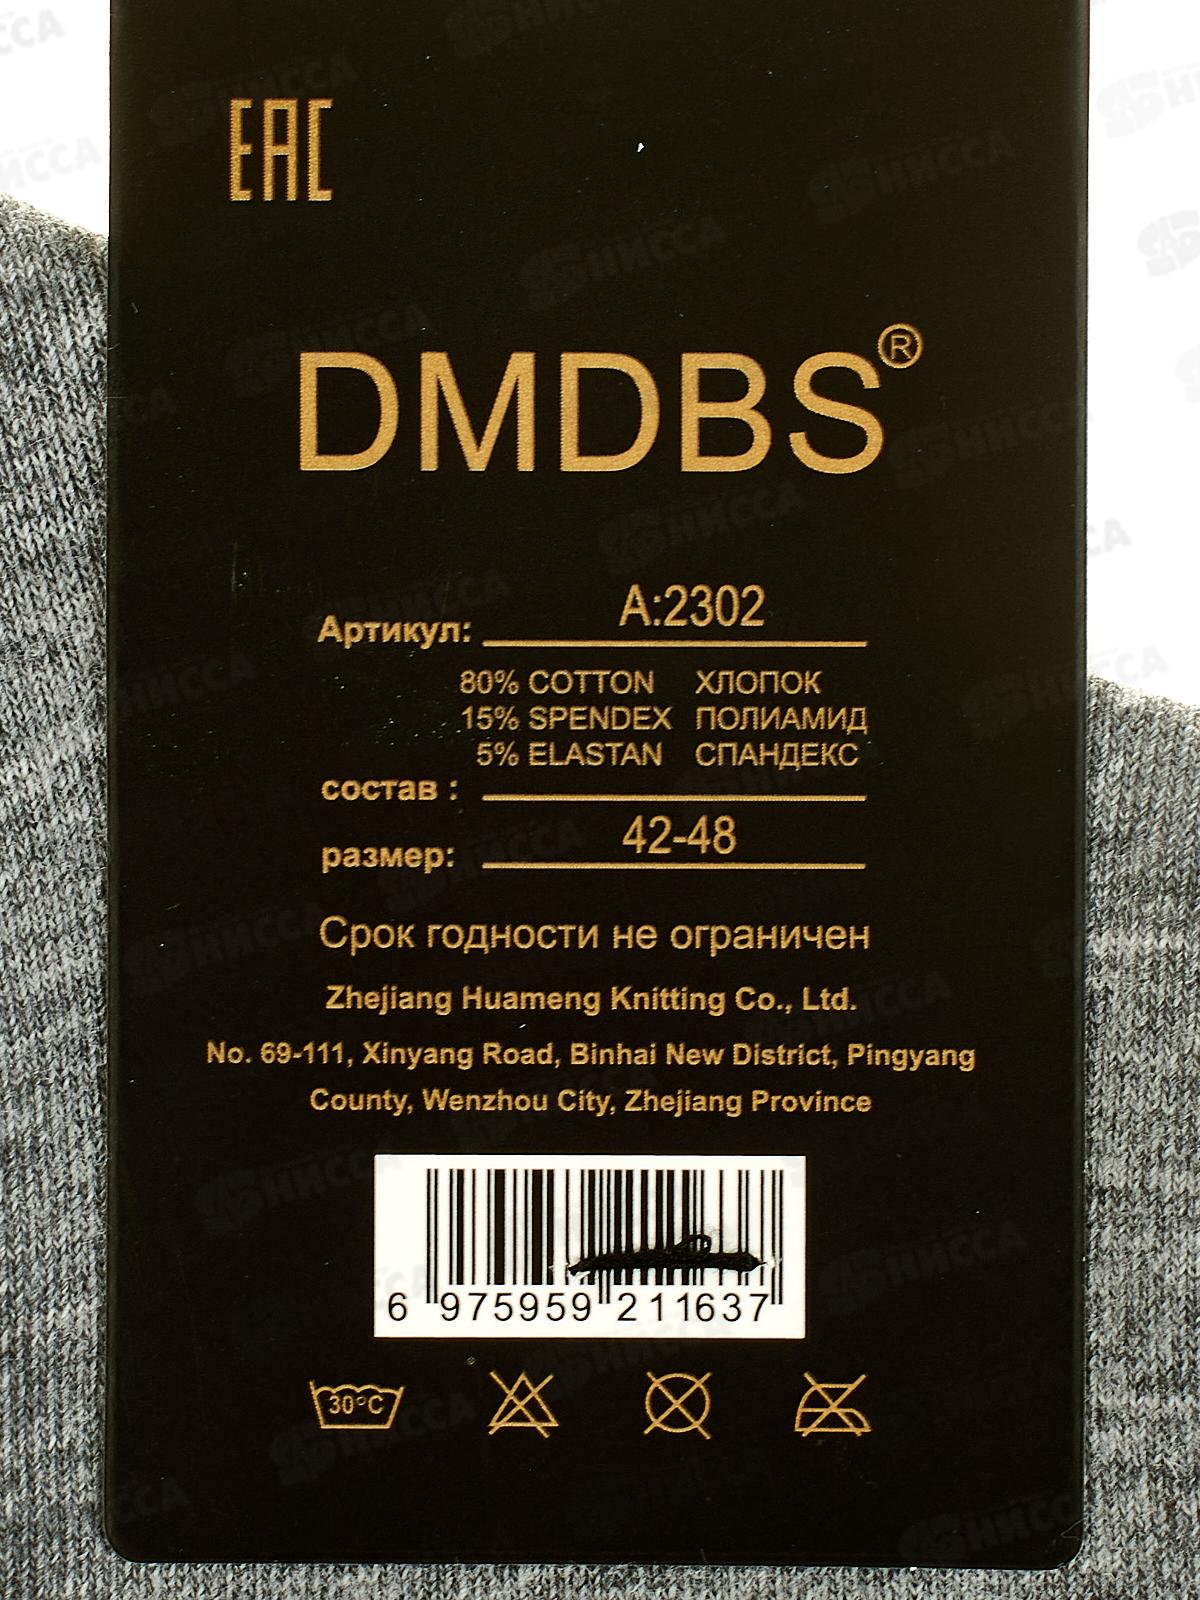 EAC
DMDBS®
Артикул: A:2302
80% COTTON ХЛОПОК
15% SPENDEX ПОЛИАМИД
5% ELASTAN СПАНДЕКС
состав :
размер: 42-48
Срок годности не ограничен
Zhejiang Huameng Knitting Co., Ltd.
No. 69-111, Xinyang Road, Binhai New District, Pingyang
County, Wenzhou City, Zhejiang Province
6 975959 211637
30°C
НИССА